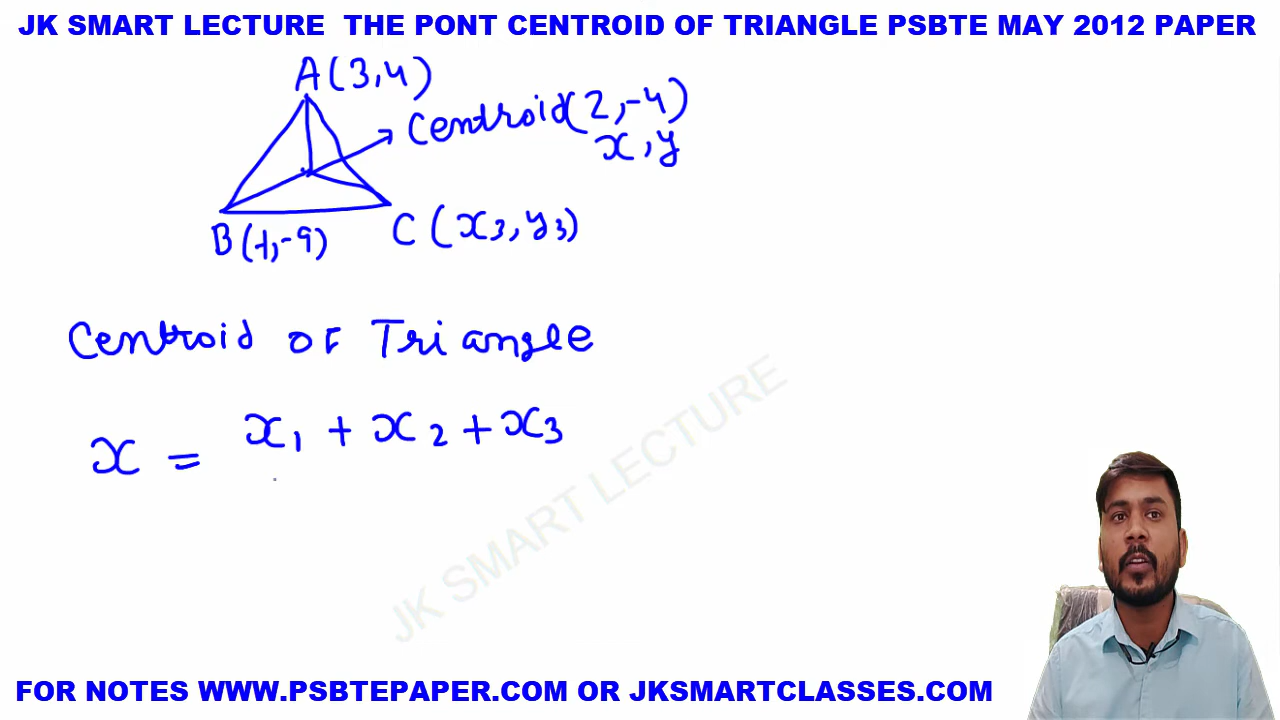 JK SMART LECTURE THE PONT CENTROID OF TRIANGLE PSBTE MAY 2012 PAPER
A (3,4)
Centroid(2,-4)
x, y
B(-1,-9)
C (x3, y3)
Centroid of Triangle
x = x1 + x2 + x3
JK SMART LECTURE
FOR NOTES WWW.PSBTEPAPER.COM OR JKSMARTCLASSES.COM